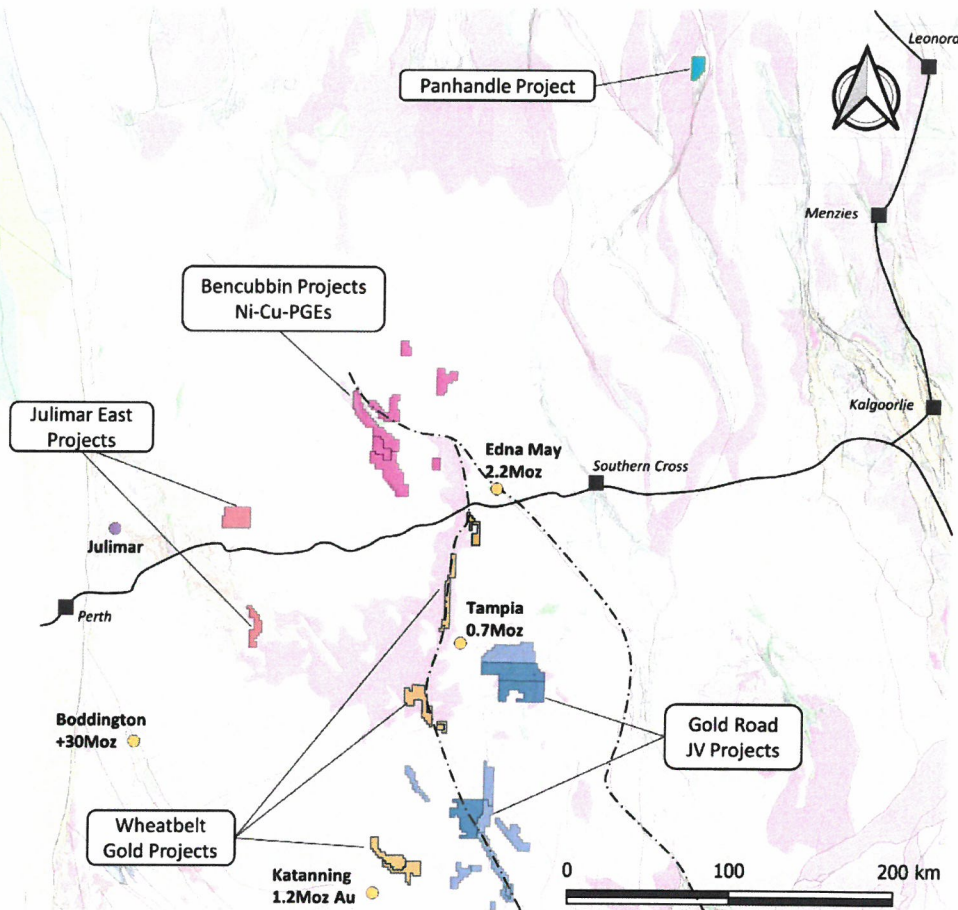 Leonora
Panhandle Project
Menzies
Bencubbin Projects
Ni-Cu-PGEs
Kalgoorlie
Julimar East
Projects
Edna May
2.2Moz
Southern Cross
Julimar
Perth
Tampia
0.7Moz
Boddington
+30Moz
Gold Road
JV Projects
Wheatbelt
Gold Projects
Katanning
1.2Moz Au
0 100 200 km